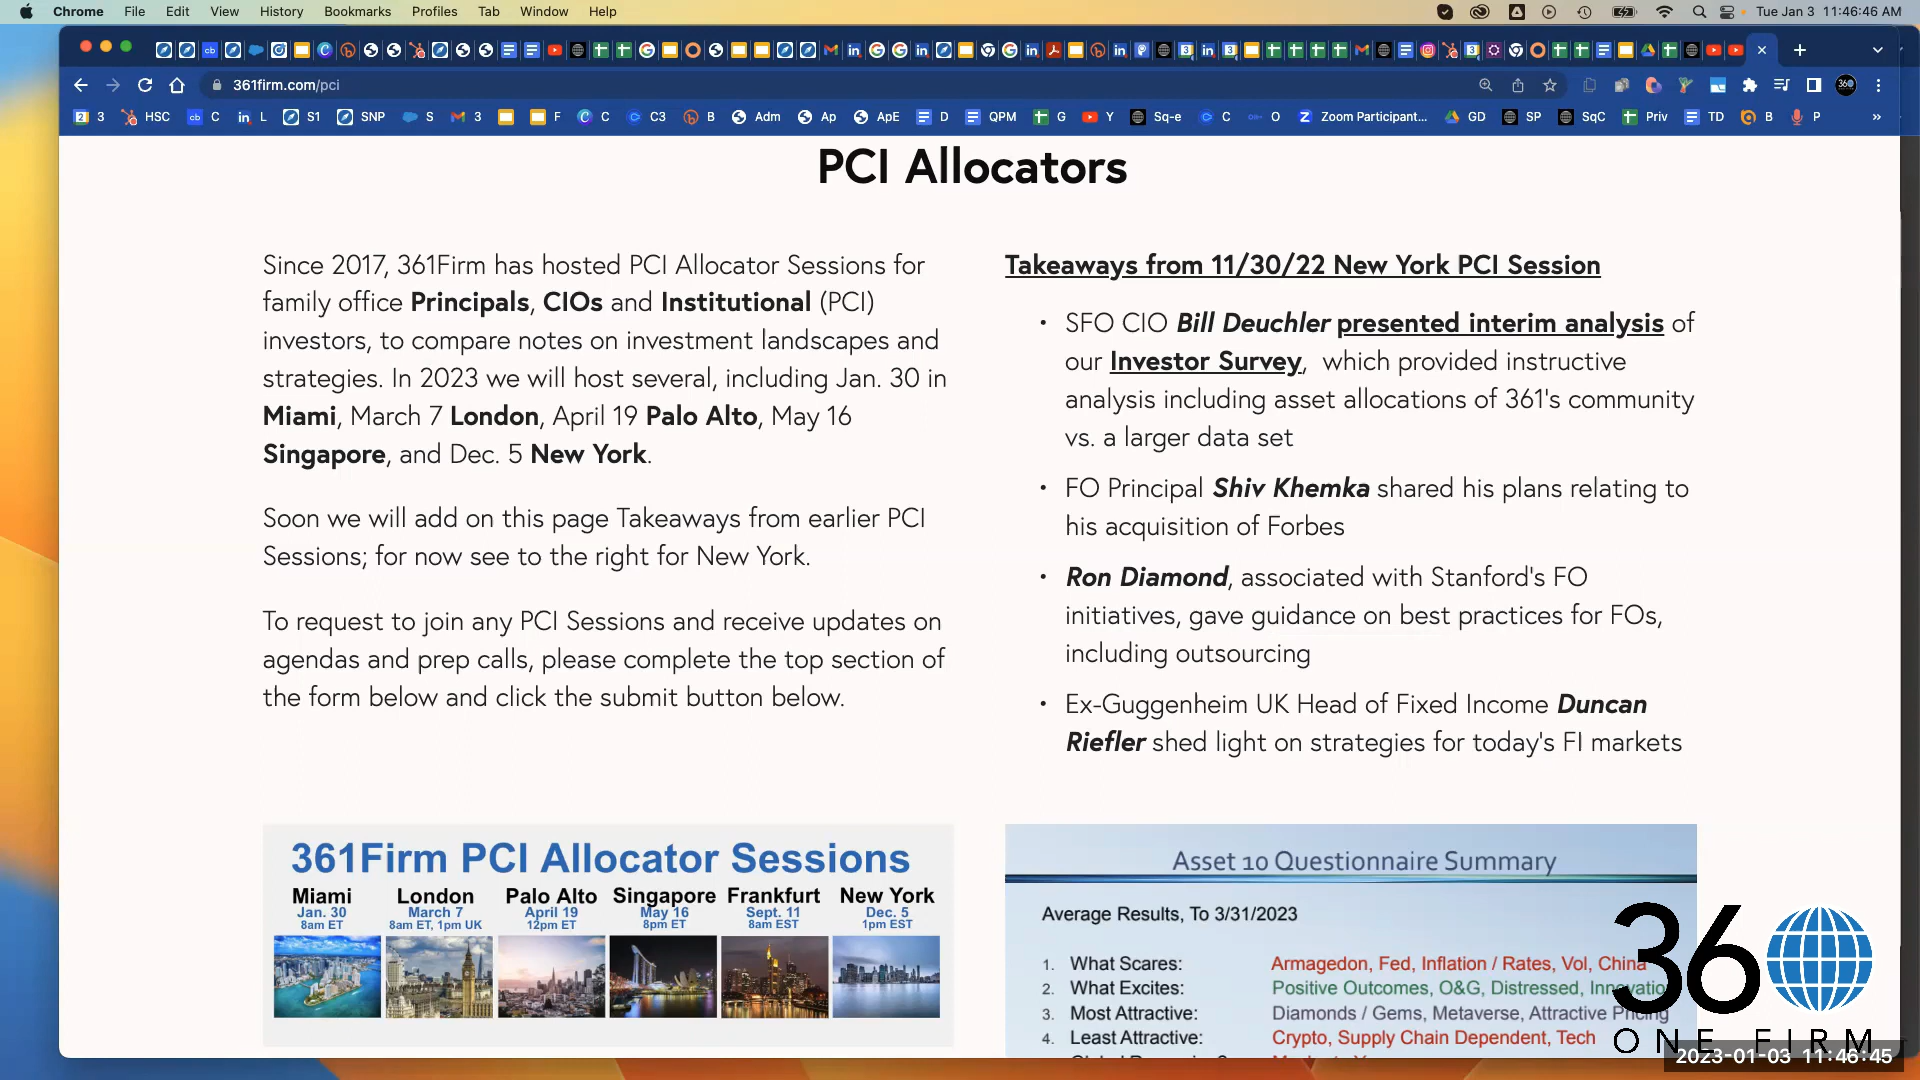 Chrome File Edit View History Bookmarks Profiles Tab Window Help
Tue Jan 3 11:46:46 AM
361firm.com/pci
3 HSC C L S1 SNP S 3 F C C3 B Adm Ap ApE D QPM G Y Sq-e C O Zoom Participant... GD SP SqC Priv TD B P »
PCI Allocators
Since 2017, 361Firm has hosted PCI Allocator Sessions for
family office Principals, CIOs and Institutional (PCI)
investors, to compare notes on investment landscapes and
strategies. In 2023 we will host several, including Jan. 30 in
Miami, March 7 London, April 19 Palo Alto, May 16
Singapore, and Dec. 5 New York.
Soon we will add on this page Takeaways from earlier PCI
Sessions; for now see to the right for New York.
To request to join any PCI Sessions and receive updates on
agendas and prep calls, please complete the top section of
the form below and click the submit button below.
Takeaways from 11/30/22 New York PCI Session
• SFO CIO Bill Deuchler presented interim analysis of
our Investor Survey, which provided instructive
analysis including asset allocations of 361's community
vs. a larger data set
• FO Principal Shiv Khemka shared his plans relating to
his acquisition of Forbes
• Ron Diamond, associated with Stanford's FO
initiatives, gave guidance on best practices for FOs,
including outsourcing
• Ex-Guggenheim UK Head of Fixed Income Duncan
Riefler shed light on strategies for today's FI markets
361Firm PCI Allocator Sessions
Miami London Palo Alto Singapore Frankfurt New York
Jan. 30 March 7 April 19 May 16 Sept. 11 Dec. 5
8am ET 8am ET, 1pm UK 12pm ET 8pm ET 8am EST 1pm EST
Asset 10 Questionnaire Summary
Average Results, To 3/31/2023
1. What Scares: Armagedon, Fed, Inflation / Rates, Vol, China
2. What Excites: Positive Outcomes, O&G, Distressed, Innovatio
3. Most Attractive: Diamonds / Gems, Metaverse, Attractive Pricing
4. Least Attractive: Crypto, Supply Chain Dependent, Tech
360
ONE FIRM
2023-01-03 11:46:45